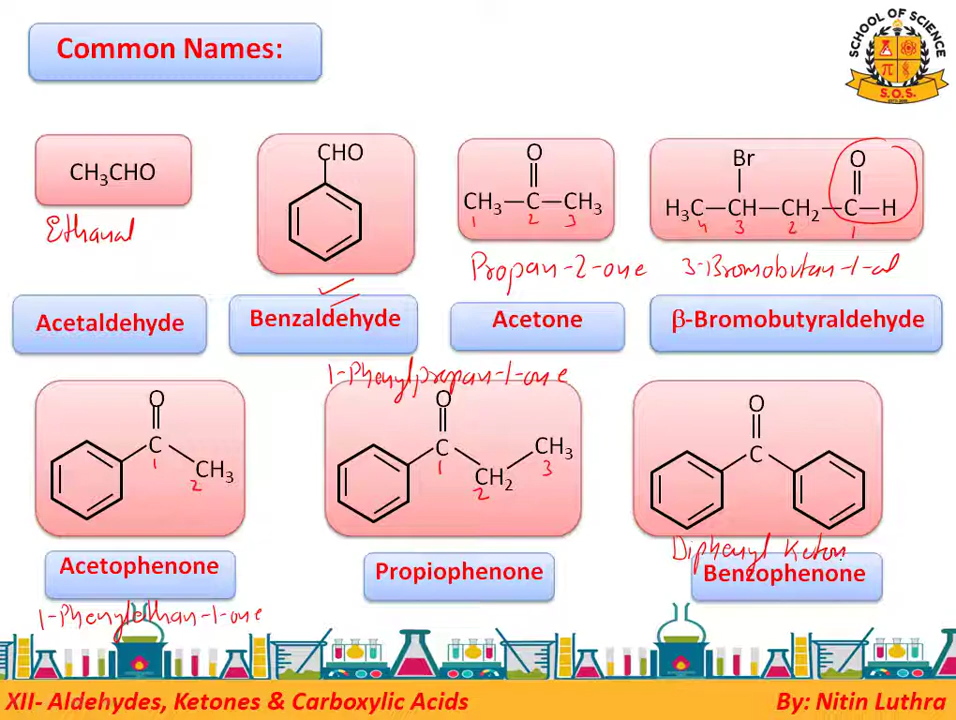 Common Names:
SCHOOL OF SCIENCE
S.O.S.
CH₃CHO
Ethanal
CHO
O
CH₃—C—CH₃
1 2 3
Propan-2-one
Br O
H₃C—CH—CH₂—C—H
4 3 2 1
3-Bromobutan-1-al
Acetaldehyde
Benzaldehyde
Acetone
β-Bromobutyraldehyde
1-Phenylpropan-1-one
O
C
1
CH₃
2
O
C
1
CH₂
2
CH₃
3
O
C
Acetophenone
1-Phenylethan-1-one
Propiophenone
Diphenyl Keton
Benzophenone
XII- Aldehydes, Ketones & Carboxylic Acids
By: Nitin Luthra